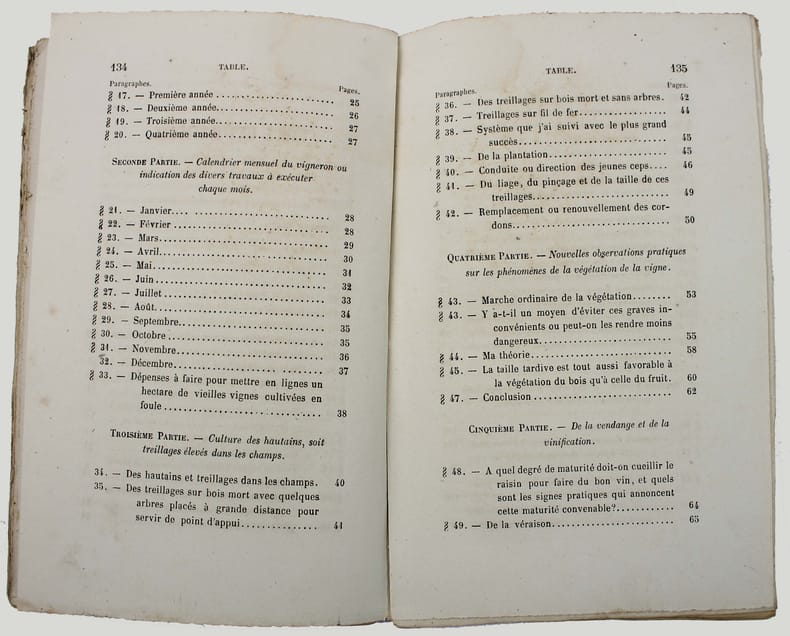 134 TABLE.
Paragraphes. Pages.
§ 17. — Première année . . . . . . . . . . . . . . . . . . . . . . 25
§ 18. — Deuxième année. . . . . . . . . . . . . . . . . . . . . . 26
§ 19. — Troisième année. . . . . . . . . . . . . . . . . . . . . . 27
§ 20. — Quatrième année. . . . . . . . . . . . . . . . . . . . . 27
SECONDE PARTIE. — Calendrier mensuel du vigneron ou
indication des divers travaux à exécuter
chaque mois.
§ 21. — Janvier. . . . . . . . . . . . . . . . . . . . . . . . . . 28
§ 22. — Février . . . . . . . . . . . . . . . . . . . . . . . . . . 28
§ 23. — Mars. . . . . . . . . . . . . . . . . . . . . . . . . . . . 29
§ 24. — Avril. . . . . . . . . . . . . . . . . . . . . . . . . . . . 30
§ 25. — Mai. . . . . . . . . . . . . . . . . . . . . . . . . . . . . 31
§ 26. — Juin. . . . . . . . . . . . . . . . . . . . . . . . . . . . 32
§ 27. — Juillet . . . . . . . . . . . . . . . . . . . . . . . . . . . 33
§ 28. — Août. . . . . . . . . . . . . . . . . . . . . . . . . . . . 34
§ 29. — Septembre. . . . . . . . . . . . . . . . . . . . . . . . . 35
§ 30. — Octobre . . . . . . . . . . . . . . . . . . . . . . . . . . 35
§ 31. — Novembre. . . . . . . . . . . . . . . . . . . . . . . . . 36
32. — Décembre. . . . . . . . . . . . . . . . . . . . . . . . . . 37
§ 33. — Dépenses à faire pour mettre en lignes un
hectare de vieilles vignes cultivées en
foule . . . . . . . . . . . . . . . . . . . . . . . . . . . . 38
TROISIÈME PARTIE. — Culture des hautains, soit
treillages élevés dans les champs.
34. — Des hautains et treillages dans les champs. 40
35. — Des treillages sur bois mort avec quelques
arbres placés à grande distance pour
servir de point d'appui. . . . . . . . . . . . . . 41
TABLE. 135
Paragraphes. Pages.
§ 36. — Des treillages sur bois mort et sans arbres. 42
§ 37. — Treillages sur fil de fer. . . . . . . . . . . . . . . . . 44
§ 38. — Système que j'ai suivi avec le plus grand
succès. . . . . . . . . . . . . . . . . . . . . . . . . . . 45
§ 39. — De la plantation. . . . . . . . . . . . . . . . . . . . . . 45
§ 40. — Conduite ou direction des jeunes ceps. . . . 46
§ 41. — Du liage, du pinçage et de la taille de ces
treillages. . . . . . . . . . . . . . . . . . . . . . . . . 49
§ 42. — Remplacement ou renouvellement des cor-
dons. . . . . . . . . . . . . . . . . . . . . . . . . . . . 50
QUATRIÈME PARTIE. — Nouvelles observations pratiques
sur les phénomènes de la végétation de la vigne.
§ 43. — Marche ordinaire de la végétation. . . . . . . . 53
§ 43. — Y a-t-il un moyen d'éviter ces graves in-
convénients ou peut-on les rendre moins
dangereux. . . . . . . . . . . . . . . . . . . . . . . . 55
§ 44. — Ma théorie. . . . . . . . . . . . . . . . . . . . . . . . . 58
§ 45. — La taille tardive est tout aussi favorable à
la végétation du bois qu'à celle du fruit. 60
§ 47. — Conclusion . . . . . . . . . . . . . . . . . . . . . . . . 62
CINQUIÈME PARTIE. — De la vendange et de la
vinification.
§ 48. — A quel degré de maturité doit-on cueillir le
raisin pour faire du bon vin, et quels
sont les signes pratiques qui annoncent
cette maturité convenable?. . . . . . . . . . . . 64
§ 49. — De la véraison. . . . . . . . . . . . . . . . . . . . . . . 65